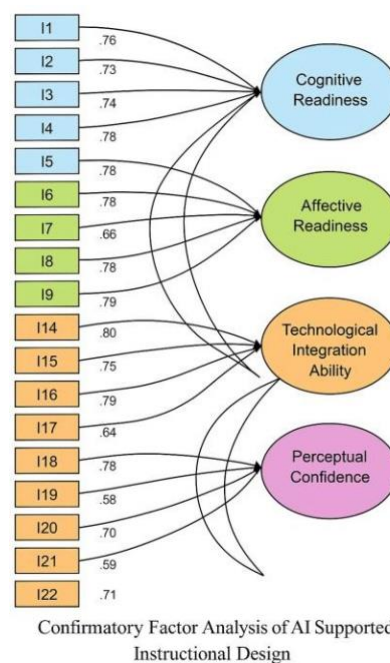 I1
.76
I2
.73
I3
.74
I4
.78
I5
.78
I6
.78
I7
.66
I8
.78
I9
.79
I14
.80
I15
.75
I16
.79
I17
.64
I18
.78
I19
.58
I20
.70
I21
.59
I22
.71
Cognitive
Readiness
Affective
Readiness
Technological
Integration
Ability
Perceptual
Confidence
Confirmatory Factor Analysis of AI Supported
Instructional Design